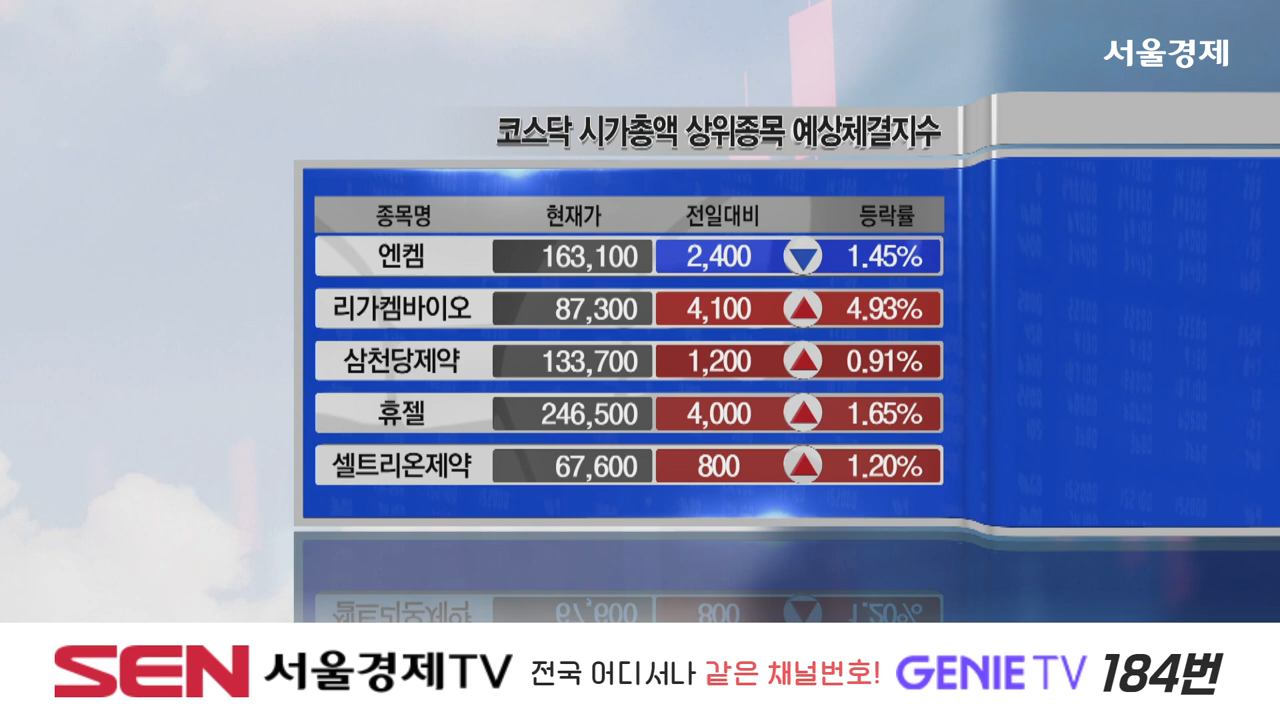 서울경제
코스닥 시가총액 상위종목 예상체결지수
종목명 현재가 전일대비 등락률
엔켐 163,100 2,400 ▼ 1.45%
리가켐바이오 87,300 4,100 ▲ 4.93%
삼천당제약 133,700 1,200 ▲ 0.91%
휴젤 246,500 4,000 ▲ 1.65%
셀트리온제약 67,600 800 ▲ 1.20%
SEN 서울경제TV 전국 어디서나 같은 채널번호! GENIE TV 184번